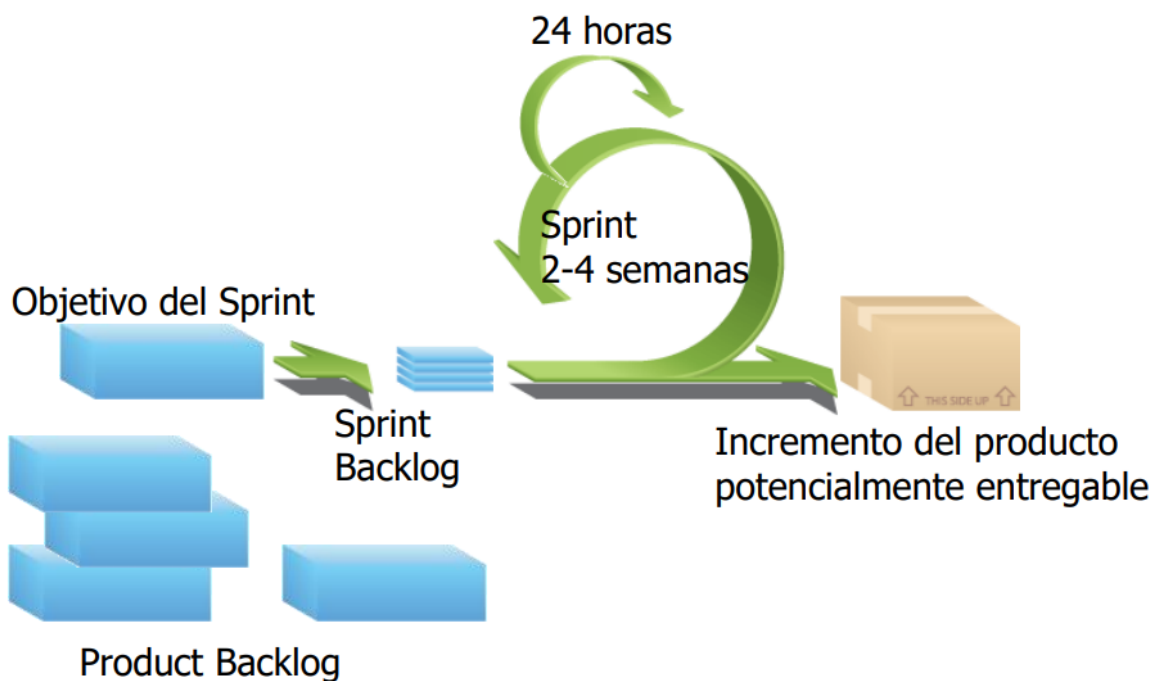 24 horas
Sprint
2-4 semanas
Objetivo del Sprint
Sprint
Backlog
THIS SIDE UP
Incremento del producto
potencialmente entregable
Product Backlog